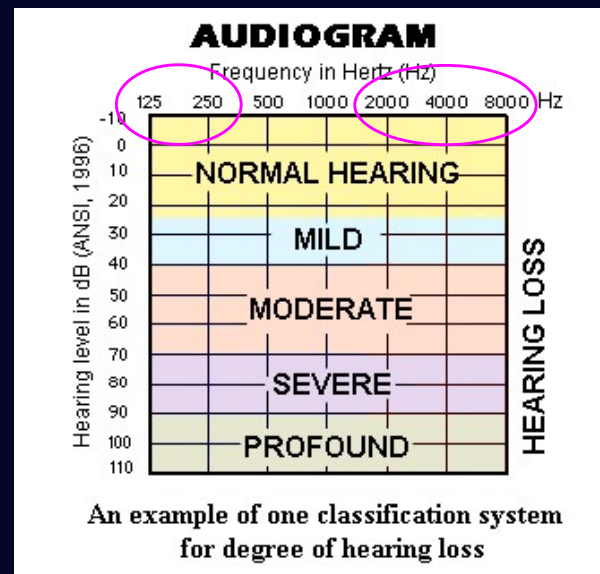 AUDIOGRAM
Frequency in Hertz (Hz)
125 250 500 1000 2000 4000 8000 Hz
-10
0
10
20
30
40
50
60
70
80
90
100
110
Hearing level in dB (ANSI, 1996)
NORMAL HEARING
MILD
MODERATE
SEVERE
PROFOUND
HEARING LOSS
An example of one classification system
for degree of hearing loss